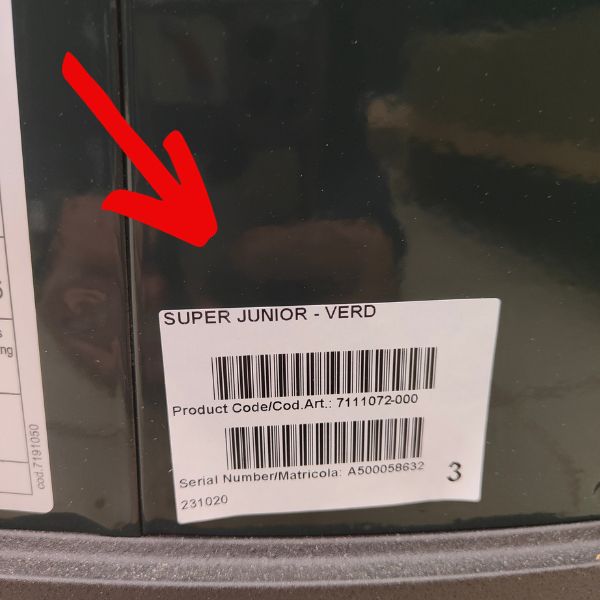 SUPER JUNIOR - VERD
Product Code/Cod.Art.: 7111072-000
Serial Number/Matricola: A500058632
231020
3
cod.7191050